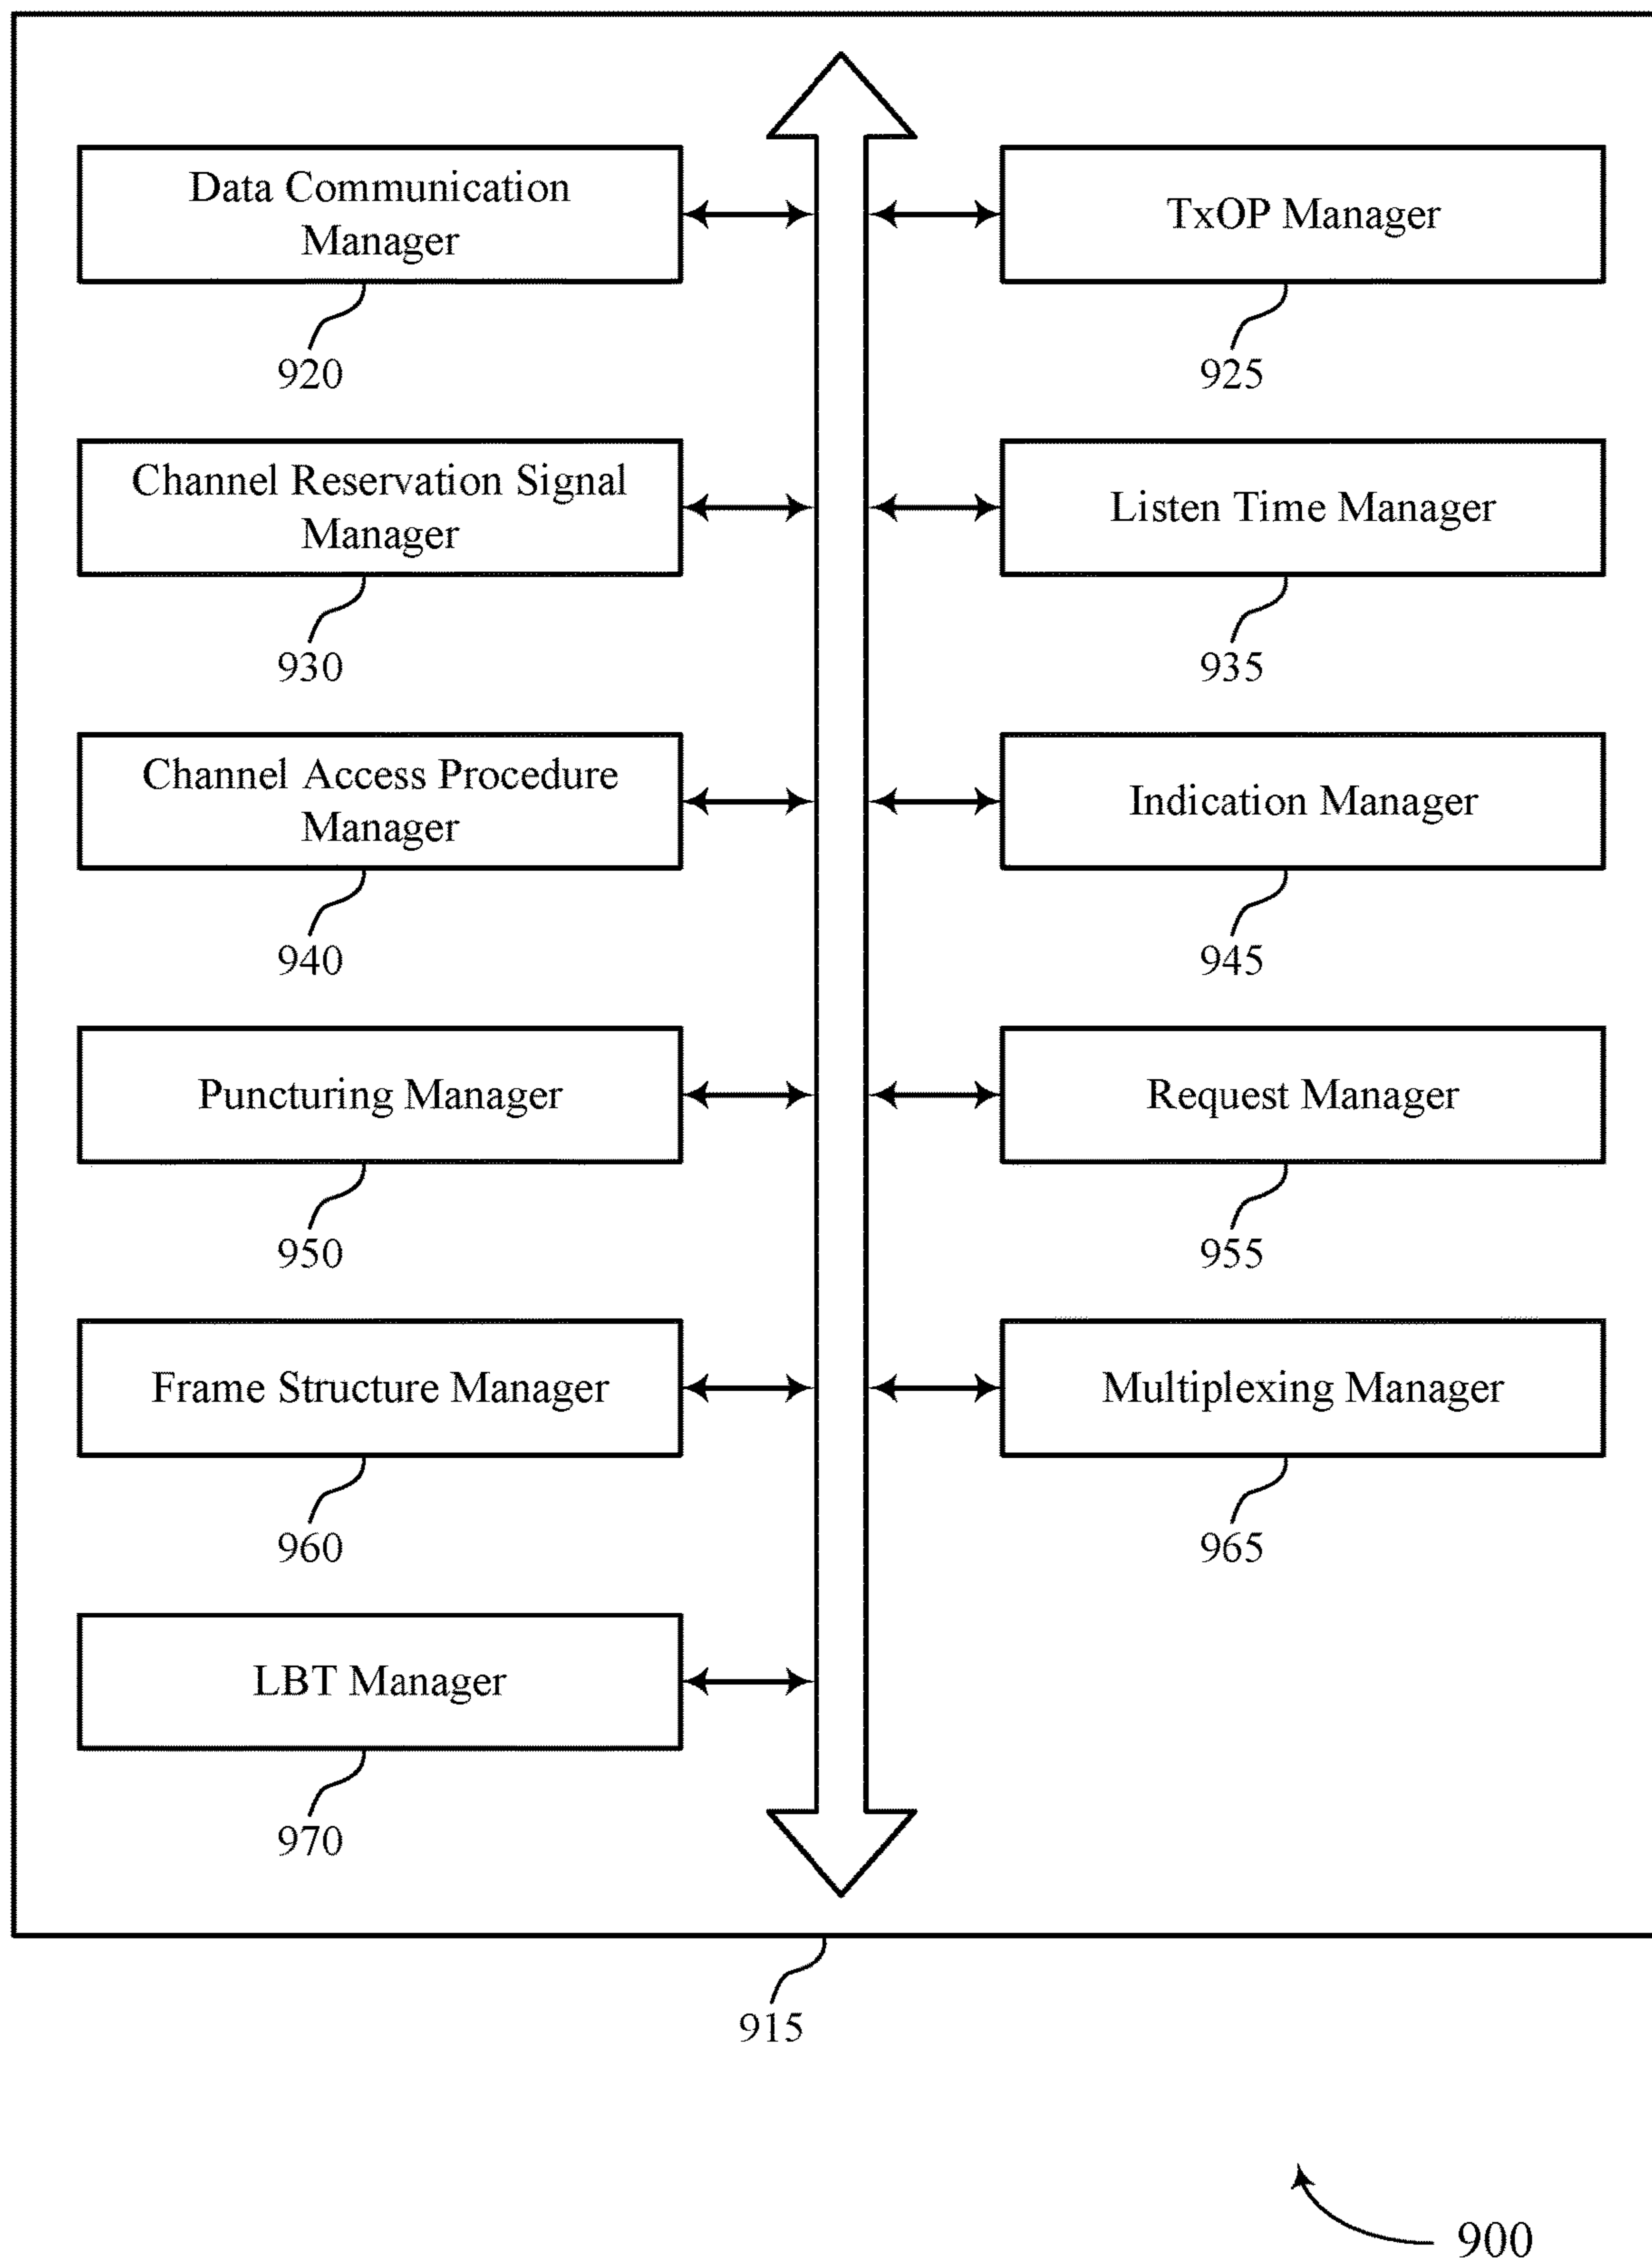 Data Communication
Manager
920
TxOP Manager
925
Channel Reservation Signal
Manager
930
Listen Time Manager
935
Channel Access Procedure
Manager
940
Indication Manager
945
Puncturing Manager
950
Request Manager
955
Frame Structure Manager
960
Multiplexing Manager
965
LBT Manager
970
915
900